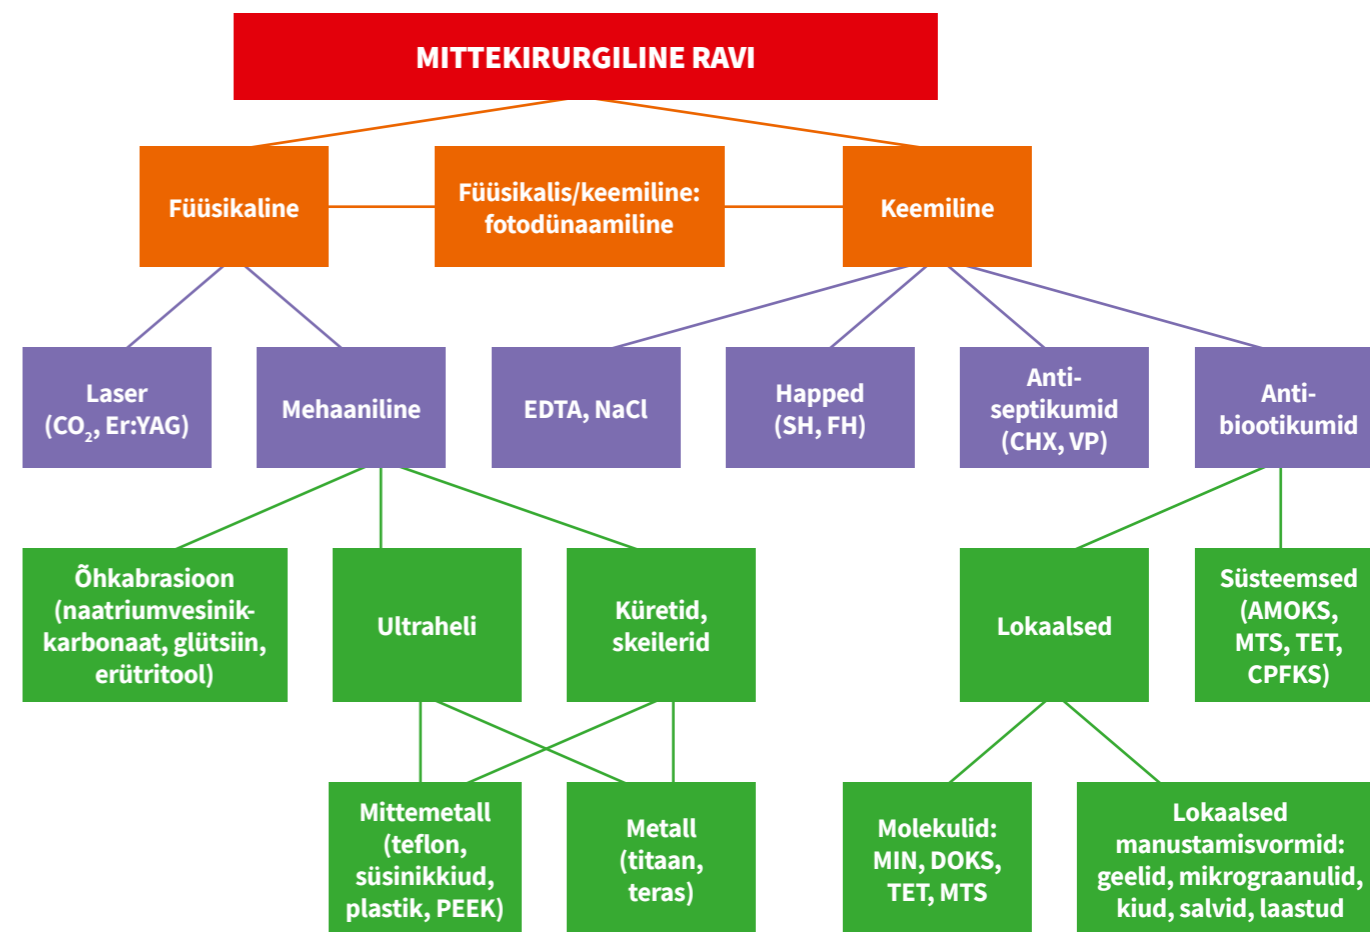 MITTEKIRURGILINE RAVI
Füüsikaline
Füüsikalis/keemiline:
fotodünaamiline
Keemiline
Laser
(CO₂, Er:YAG)
Mehaaniline
EDTA, NaCl
Happed
(SH, FH)
Anti-
septikumid
(CHX, VP)
Anti-
biootikumid
Õhkabrasioon
(naatriumvesinik-
karbonaat, glütsiin,
erütritool)
Ultraheli
Küretid,
skeilerid
Lokaalsed
Süsteemsed
(AMOKS,
MTS, TET,
CPFKS)
Mittemetall
(teflon,
süsinikkiud,
plastik, PEEK)
Metall
(titaan,
teras)
Molekulid:
MIN, DOKS,
TET, MTS
Lokaalsed
manustamisvormid:
geelid, mikrograanulid,
kiud, salvid, laastud